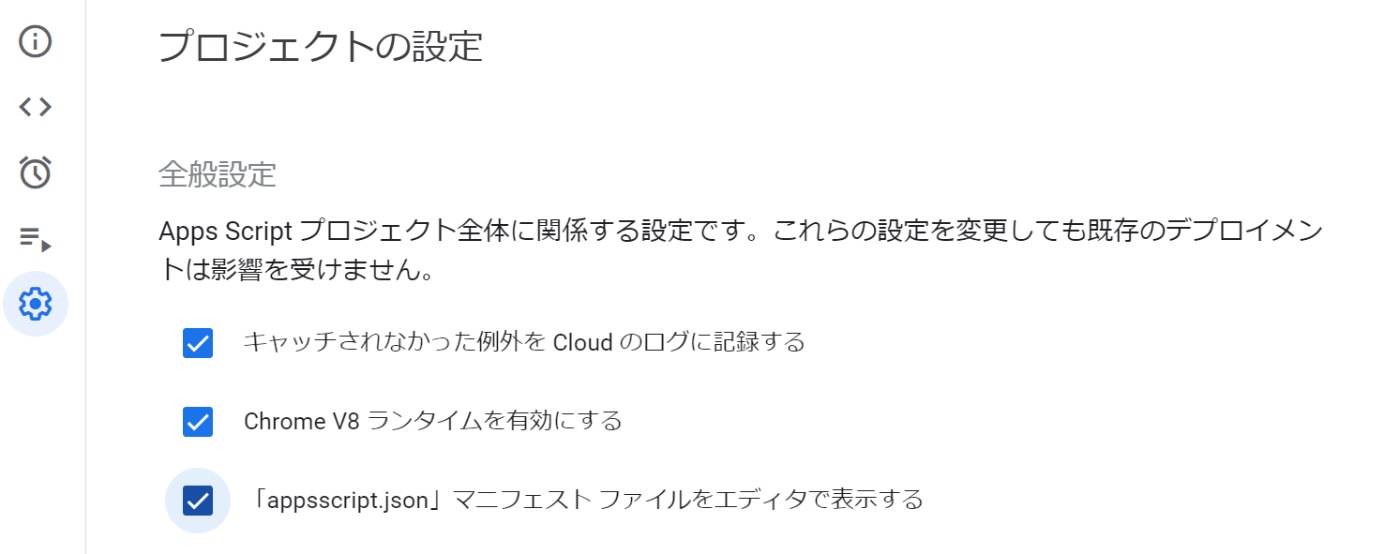 プロジェクトの設定
全般設定
Apps Script プロジェクト全体に関係する設定です。これらの設定を変更しても既存のデプロイメン
トは影響を受けません。
キャッチされなかった例外を Cloud のログに記録する
Chrome V8 ランタイムを有効にする
「appsscript.json」マニフェスト ファイルをエディタで表示する